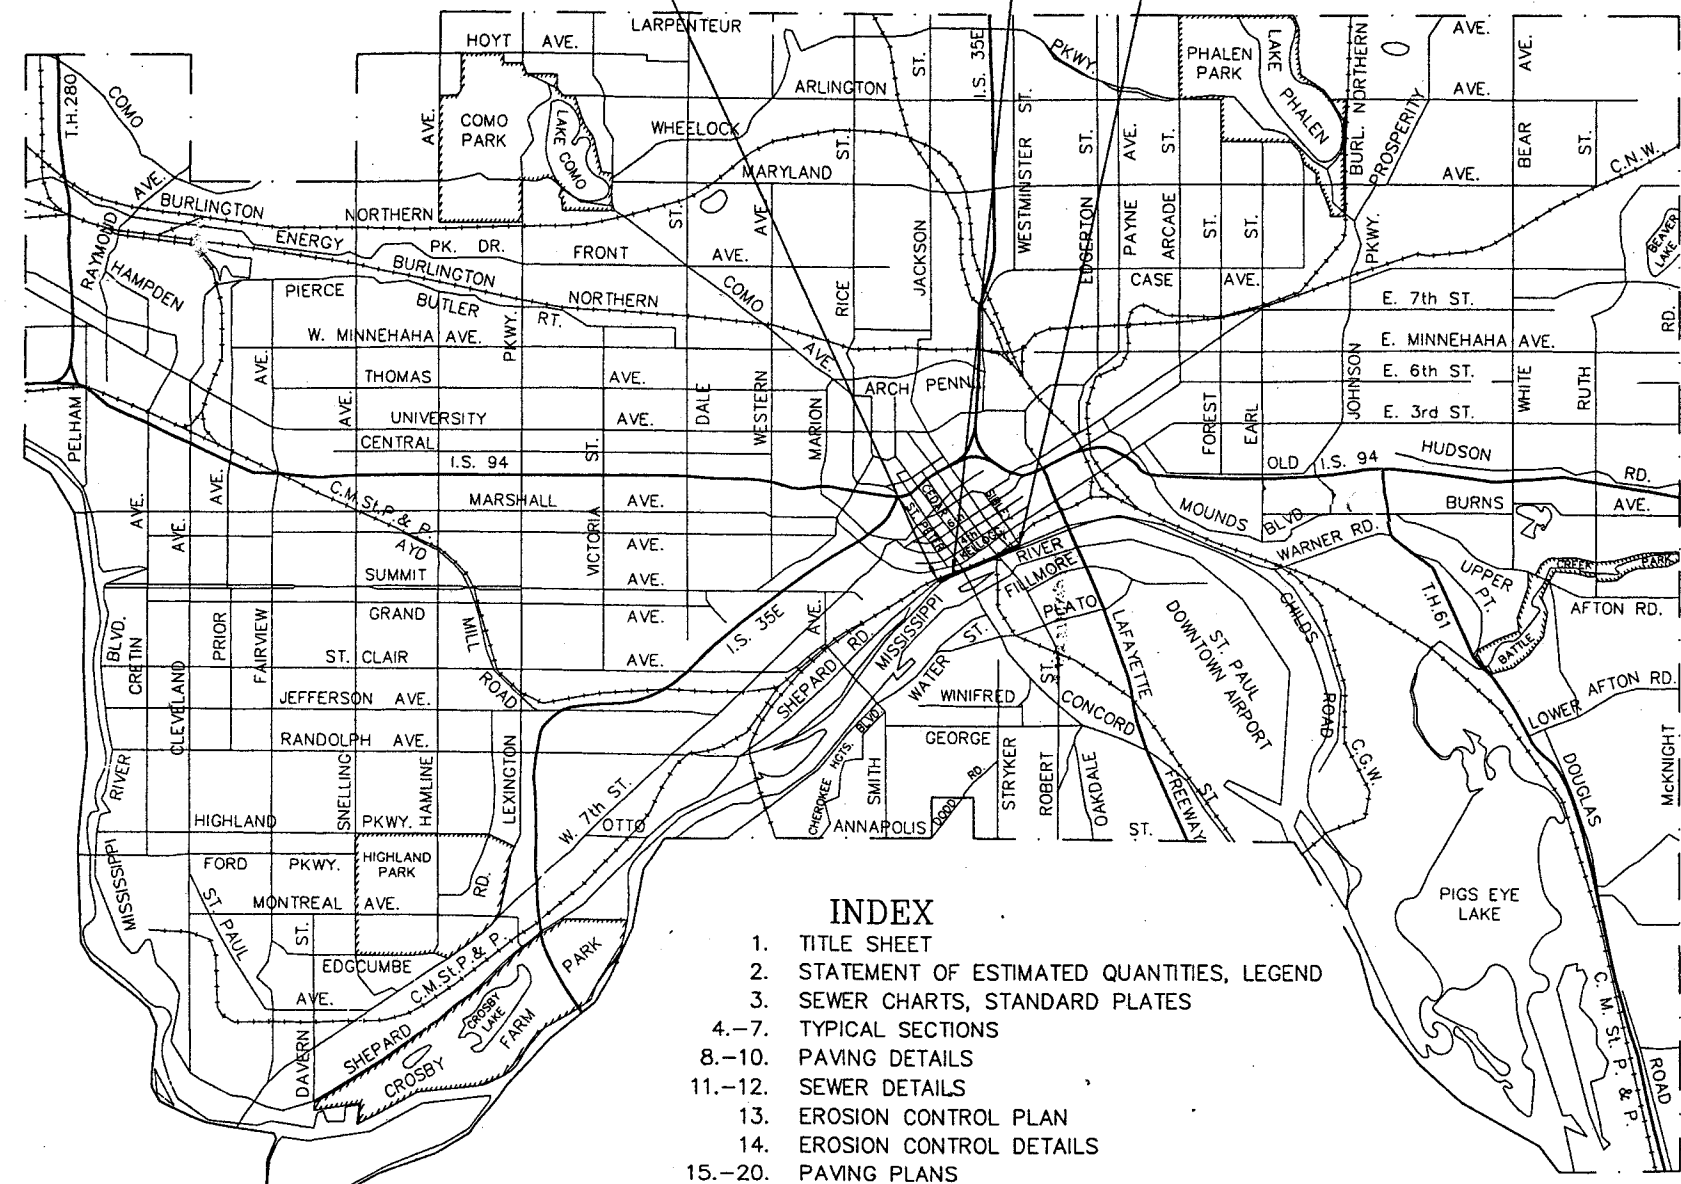 LARPENTEUR
HOYT AVE.
AVE.
I.S. 35E
ST.
PKWY.
PHALEN PARK
LAKE PHALEN
BURL. NORTHERN
AVE.
T.H.280
COMO AVE.
AVE.
COMO PARK
LAKE COMO
ARLINGTON
AVE.
WHEELOCK
ST.
ST.
ST.
AVE.
ST.
PROSPERITY
BEAR
ST.
C.N.W.
MARYLAND
AVE.
BURLINGTON NORTHERN
RAYMOND
ENERGY PK. DR.
FRONT AVE.
ST.
AVE.
JACKSON
WESTMINSTER
EDGERTON
PAYNE
ARCADE
ST.
ST.
PKWY.
BEAVER LAKE
HAMPDEN
BURLINGTON NORTHERN
PIERCE BUTLER RT.
COMO AVE.
RICE
CASE AVE.
E. 7th ST.
RD.
W. MINNEHAHA AVE.
PKWY.
E. MINNEHAHA AVE.
THOMAS AVE.
AVE.
ARCH PENN.
E. 6th ST.
AVE.
UNIVERSITY AVE.
DALE
WESTERN
MARION
FOREST
EARL
JOHNSON
E. 3rd ST.
WHITE
RUTH
PELHAM
CENTRAL
ST.
I.S. 94
OLD I.S. 94
HUDSON RD.
AVE.
AVE.
AVE.
C.M.St.P. & P.
MARSHALL AVE.
CEDAR
ST. PETER
6th
4th
SIBLEY
KELLOGG
MOUNDS BLVD.
BURNS AVE.
AYD MILL ROAD
VICTORIA
AVE.
RIVER
WARNER RD.
SUMMIT AVE.
FILLMORE
UPPER PT.
CREEK PARK
GRAND AVE.
I.S. 35E
AVE.
SHEPARD RD.
MISSISSIPPI
PLATO
LAFAYETTE FREEWAY
ST. PAUL DOWNTOWN AIRPORT
CHILDS ROAD
T.H.61
BATTLE
AFTON RD.
BLVD.
CRETIN
PRIOR
FAIRVIEW
ST. CLAIR AVE.
WATER ST.
ST.
CLEVELAND
JEFFERSON AVE.
WINIFRED
CONCORD ST.
LOWER AFTON RD.
RANDOLPH AVE.
GEORGE
C.G.W.
DOUGLAS ROAD
McKNIGHT
RIVER
SNELLING
HAMLINE
LEXINGTON
CHEROKEE HGTS. BLVD
SMITH
DODD RD.
STRYKER
ROBERT
OAKDALE
HIGHLAND PKWY.
W. 7th ST.
OTTO
ANNAPOLIS ST.
MISSISSIPPI
FORD PKWY.
HIGHLAND PARK
RD.
ST. PAUL
MONTREAL AVE.
ST.
PIGS EYE LAKE
EDGCUMBE
C.M.St.P.& P.
PARK
AVE.
CROSBY LAKE
FARM
DAVERN
SHEPARD
CROSBY
C. M. St. P. & P.
INDEX
1. TITLE SHEET
2. STATEMENT OF ESTIMATED QUANTITIES, LEGEND
3. SEWER CHARTS, STANDARD PLATES
4.-7. TYPICAL SECTIONS
8.-10. PAVING DETAILS
11.-12. SEWER DETAILS
13. EROSION CONTROL PLAN
14. EROSION CONTROL DETAILS
15.-20. PAVING PLANS